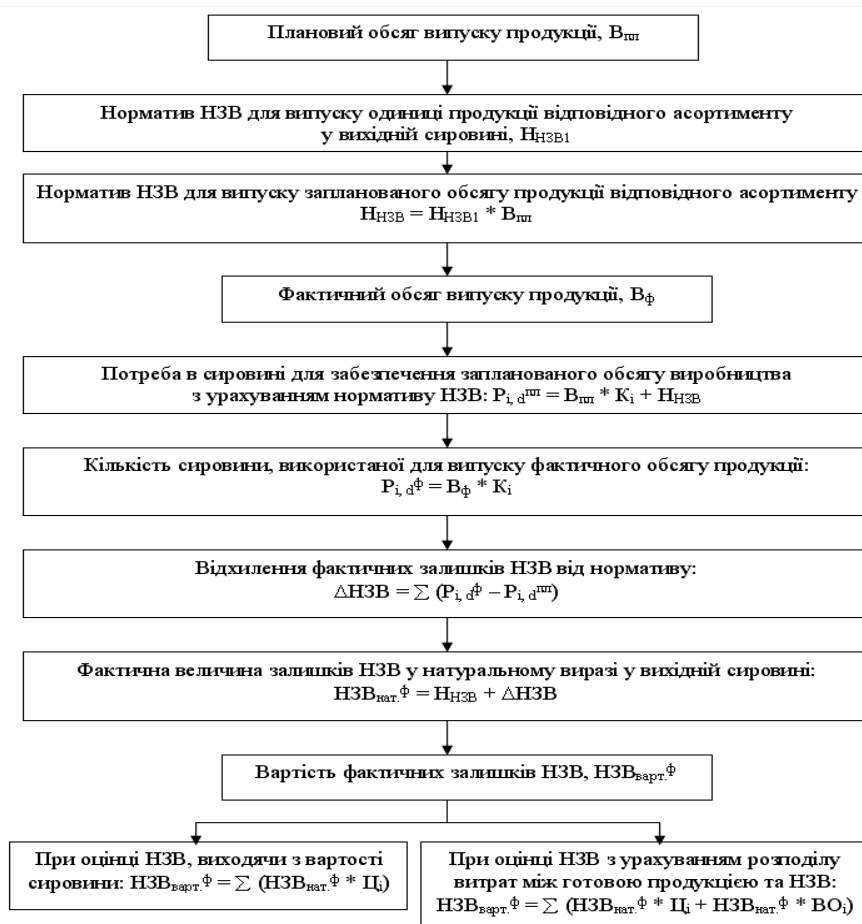 Плановий обсяг випуску продукції, Впл
Норматив НЗВ для випуску одиниці продукції відповідного асортименту
у вихідній сировині, ННЗВ1
Норматив НЗВ для випуску запланованого обсягу продукції відповідного асортименту
ННЗВ = ННЗВ1 * Впл
Фактичний обсяг випуску продукції, Вф
Потреба в сировині для забезпечення запланованого обсягу виробництва
з урахуванням нормативу НЗВ: Pi, dпл = Впл * Кi + ННЗВ
Кількість сировини, використаної для випуску фактичного обсягу продукції:
Pi, dф = Вф * Кi
Відхилення фактичних залишків НЗВ від нормативу:
ΔНЗВ = ∑ (Pi, dф – Pi, dпл)
Фактична величина залишків НЗВ у натуральному виразі у вихідній сировині:
НЗВнат.ф = ННЗВ + ΔНЗВ
Вартість фактичних залишків НЗВ, НЗВварт.ф
При оцінці НЗВ, виходячи з вартості
сировини: НЗВварт.ф = ∑ (НЗВнат.ф * Цi)
При оцінці НЗВ з урахуванням розподілу
витрат між готовою продукцією та НЗВ:
НЗВварт.ф = ∑ (НЗВнат.ф * Цi + НЗВнат.ф * ВОi)